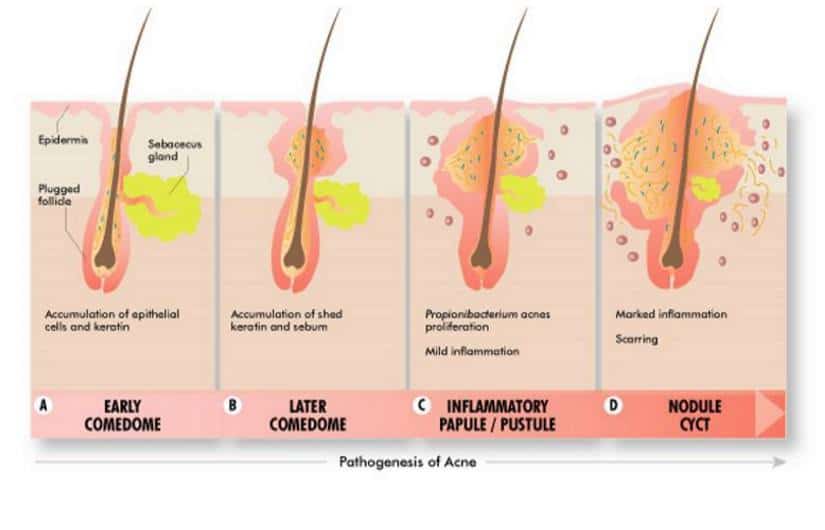 Epidermis
Sebacecus
gland
Plugged
follicle
Accumulation of epithelial
cells and keratin
Accumulation of shed
keratin and sebum
Propionibacterium acnes
proliferation
Mild inflammation
Marked inflammation
Scarring
A EARLY
COMEDOME
B LATER
COMEDOME
C INFLAMMATORY
PAPULE / PUSTULE
D NODULE
CYCT
Pathogenesis of Acne